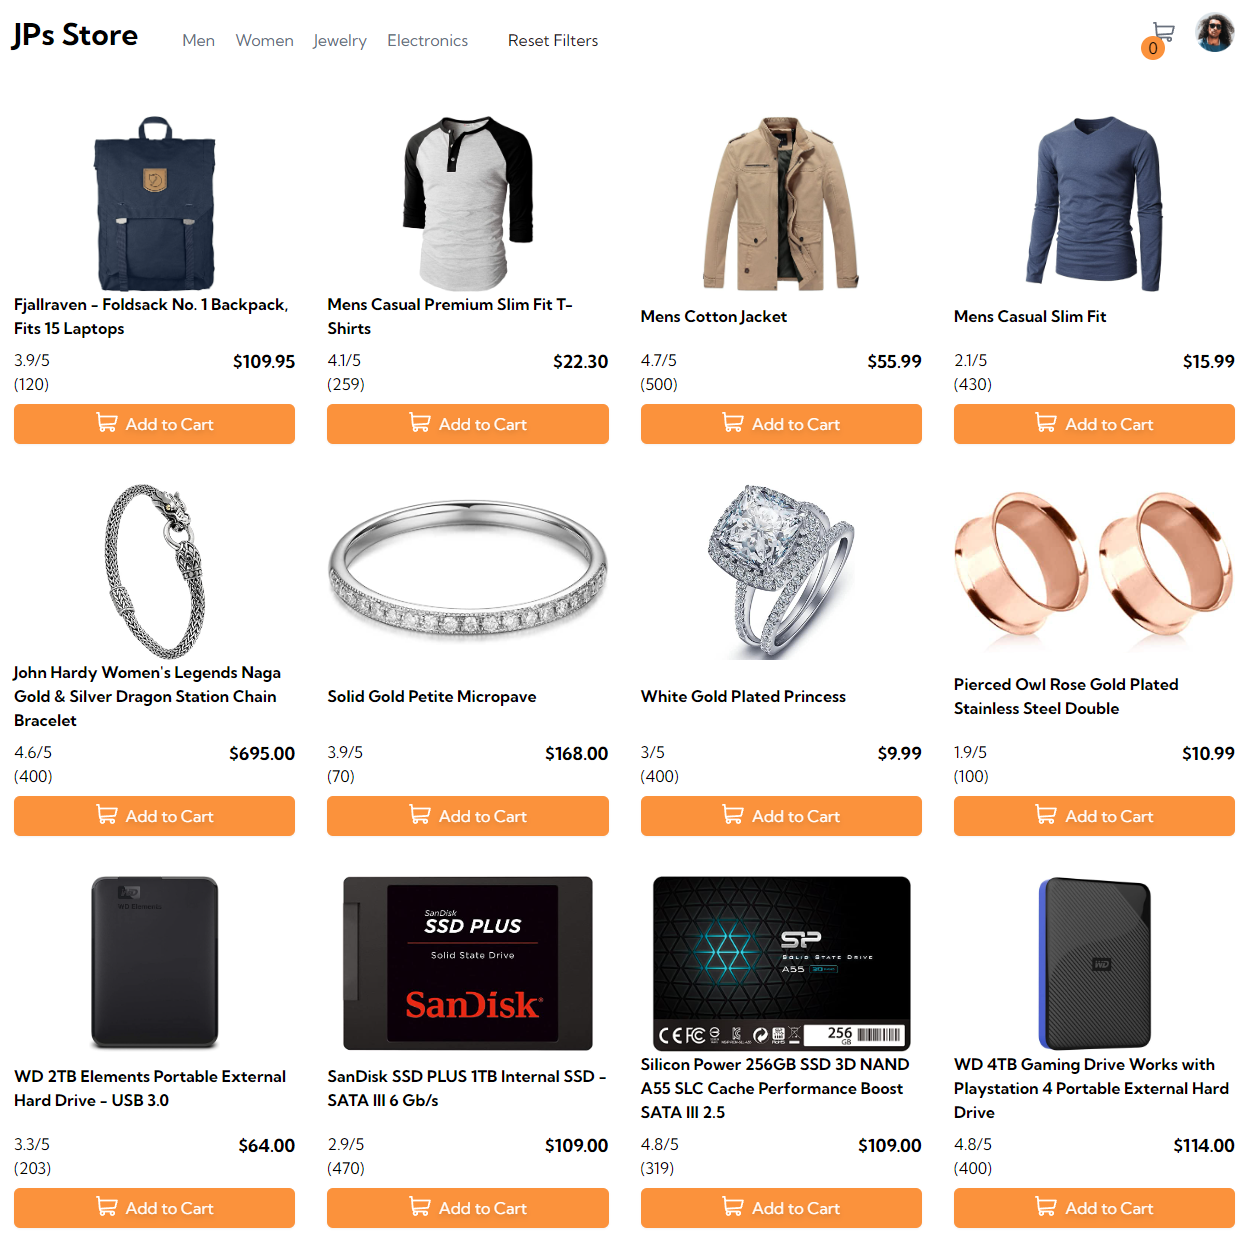 JPs Store
Men Women Jewelry Electronics Reset Filters
0
Fjallraven - Foldsack No. 1 Backpack,
Fits 15 Laptops
3.9/5
$109.95
(120)
Add to Cart
Mens Casual Premium Slim Fit T-
Shirts
4.1/5
$22.30
(259)
Add to Cart
Mens Cotton Jacket
4.7/5
$55.99
(500)
Add to Cart
Mens Casual Slim Fit
2.1/5
$15.99
(430)
Add to Cart
John Hardy Women's Legends Naga
Gold & Silver Dragon Station Chain
Bracelet
4.6/5
$695.00
(400)
Add to Cart
Solid Gold Petite Micropave
3.9/5
$168.00
(70)
Add to Cart
White Gold Plated Princess
3/5
$9.99
(400)
Add to Cart
Pierced Owl Rose Gold Plated
Stainless Steel Double
1.9/5
$10.99
(100)
Add to Cart
WD
WD Elements
WD 2TB Elements Portable External
Hard Drive - USB 3.0
3.3/5
$64.00
(203)
Add to Cart
SanDisk
SSD PLUS
Solid State Drive
SanDisk
SanDisk SSD PLUS 1TB Internal SSD -
SATA III 6 Gb/s
2.9/5
$109.00
(470)
Add to Cart
SP
SOLID STATE DRIVE
A55
CE FC
256
GB
Silicon Power 256GB SSD 3D NAND
A55 SLC Cache Performance Boost
SATA III 2.5
4.8/5
$109.00
(319)
Add to Cart
WD
WD 4TB Gaming Drive Works with
Playstation 4 Portable External Hard
Drive
4.8/5
$114.00
(400)
Add to Cart